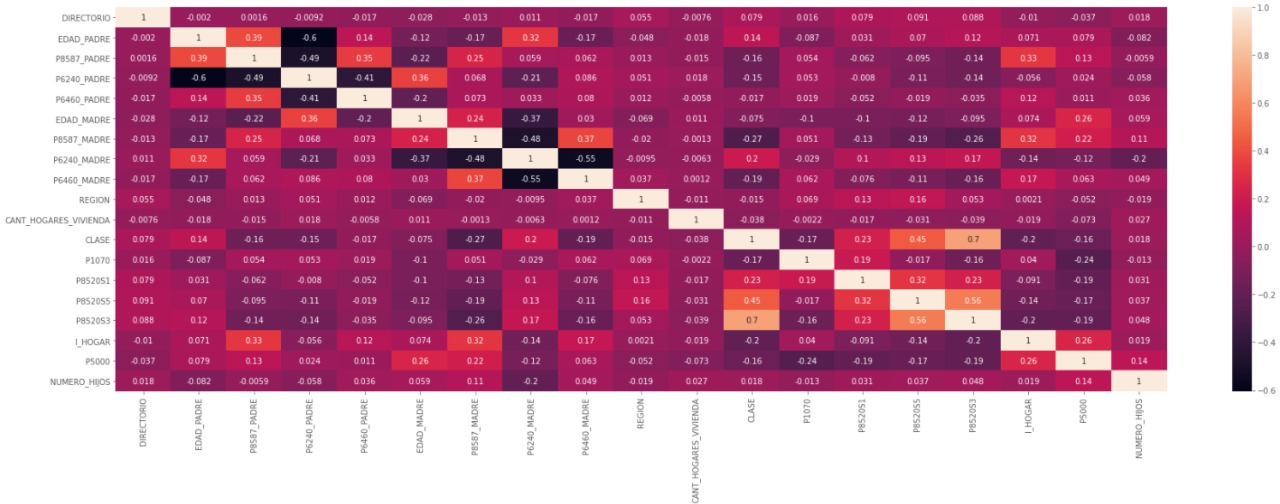 DIRECTORIO 1 -0.002 0.0016 -0.0092 -0.017 -0.028 -0.013 0.011 -0.017 0.055 -0.0076 0.079 0.016 0.079 0.091 0.088 -0.01 -0.037 0.018
EDAD_PADRE -0.002 1 0.39 -0.6 0.14 -0.12 -0.17 0.32 -0.17 -0.048 -0.018 0.14 -0.087 0.031 0.07 0.12 0.071 0.079 -0.082
P8587_PADRE 0.0016 0.39 1 -0.49 0.35 -0.22 0.25 0.059 0.062 0.013 -0.015 -0.16 0.054 -0.062 -0.095 -0.14 0.33 0.13 -0.0059
P6240_PADRE -0.0092 -0.6 -0.49 1 -0.41 0.36 0.068 -0.21 0.086 0.051 0.018 -0.15 0.053 -0.008 -0.11 -0.14 -0.056 0.024 -0.058
P6460_PADRE -0.017 0.14 0.35 -0.41 1 -0.2 0.073 0.033 0.08 0.012 -0.0058 -0.017 0.019 -0.052 -0.019 -0.035 0.12 0.011 0.036
EDAD_MADRE -0.028 -0.12 -0.22 0.36 -0.2 1 0.24 -0.37 0.03 -0.069 0.011 -0.075 -0.1 -0.1 -0.12 -0.095 0.074 0.26 0.059
P8587_MADRE -0.013 -0.17 0.25 0.068 0.073 0.24 1 -0.48 0.37 -0.02 -0.0013 -0.27 0.051 -0.13 -0.19 -0.26 0.32 0.22 0.11
P6240_MADRE 0.011 0.32 0.059 -0.21 0.033 -0.37 -0.48 1 -0.55 -0.0095 -0.0063 0.2 -0.029 0.1 0.13 0.17 -0.14 -0.12 -0.2
P6460_MADRE -0.017 -0.17 0.062 0.086 0.08 0.03 0.37 -0.55 1 0.037 0.0012 -0.19 0.062 -0.076 -0.11 -0.16 0.17 0.063 0.049
REGION 0.055 -0.048 0.013 0.051 0.012 -0.069 -0.02 -0.0095 0.037 1 -0.011 -0.015 0.069 0.13 0.16 0.053 0.0021 -0.052 -0.019
CANT_HOGARES_VIVIENDA -0.0076 -0.018 -0.015 0.018 -0.0058 0.011 -0.0013 -0.0063 0.0012 -0.011 1 -0.038 -0.0022 -0.017 -0.031 -0.039 -0.019 -0.073 0.027
CLASE 0.079 0.14 -0.16 -0.15 -0.017 -0.075 -0.27 0.2 -0.19 -0.015 -0.038 1 -0.17 0.23 0.45 0.7 -0.2 -0.16 0.018
P1070 0.016 -0.087 0.054 0.053 0.019 -0.1 0.051 -0.029 0.062 0.069 -0.0022 -0.17 1 0.19 -0.017 -0.16 0.04 -0.24 -0.013
P8520S1 0.079 0.031 -0.062 -0.008 -0.052 -0.1 -0.13 0.1 -0.076 0.13 -0.017 0.23 0.19 1 0.32 0.23 -0.091 -0.19 0.031
P8520S5 0.091 0.07 -0.095 -0.11 -0.019 -0.12 -0.19 0.13 -0.11 0.16 -0.031 0.45 -0.017 0.32 1 0.56 -0.14 -0.17 0.037
P8520S3 0.088 0.12 -0.14 -0.14 -0.035 -0.095 -0.26 0.17 -0.16 0.053 -0.039 0.7 -0.16 0.23 0.56 1 -0.2 -0.19 0.048
I_HOGAR -0.01 0.071 0.33 -0.056 0.12 0.074 0.32 -0.14 0.17 0.0021 -0.019 -0.2 0.04 -0.091 -0.14 -0.2 1 0.26 0.019
P5000 -0.037 0.079 0.13 0.024 0.011 0.26 0.22 -0.12 0.063 -0.052 -0.073 -0.16 -0.24 -0.19 -0.17 -0.19 0.26 1 0.14
NUMERO_HIJOS 0.018 -0.082 -0.0059 -0.058 0.036 0.059 0.11 -0.2 0.049 -0.019 0.027 0.018 -0.013 0.031 0.037 0.048 0.019 0.14 1
DIRECTORIO
EDAD_PADRE
P8587_PADRE
P6240_PADRE
P6460_PADRE
EDAD_MADRE
P8587_MADRE
P6240_MADRE
P6460_MADRE
REGION
CANT_HOGARES_VIVIENDA
CLASE
P1070
P8520S1
P8520S5
P8520S3
I_HOGAR
P5000
NUMERO_HIJOS
1.0
0.8
0.6
0.4
0.2
0.0
−0.2
−0.4
−0.6